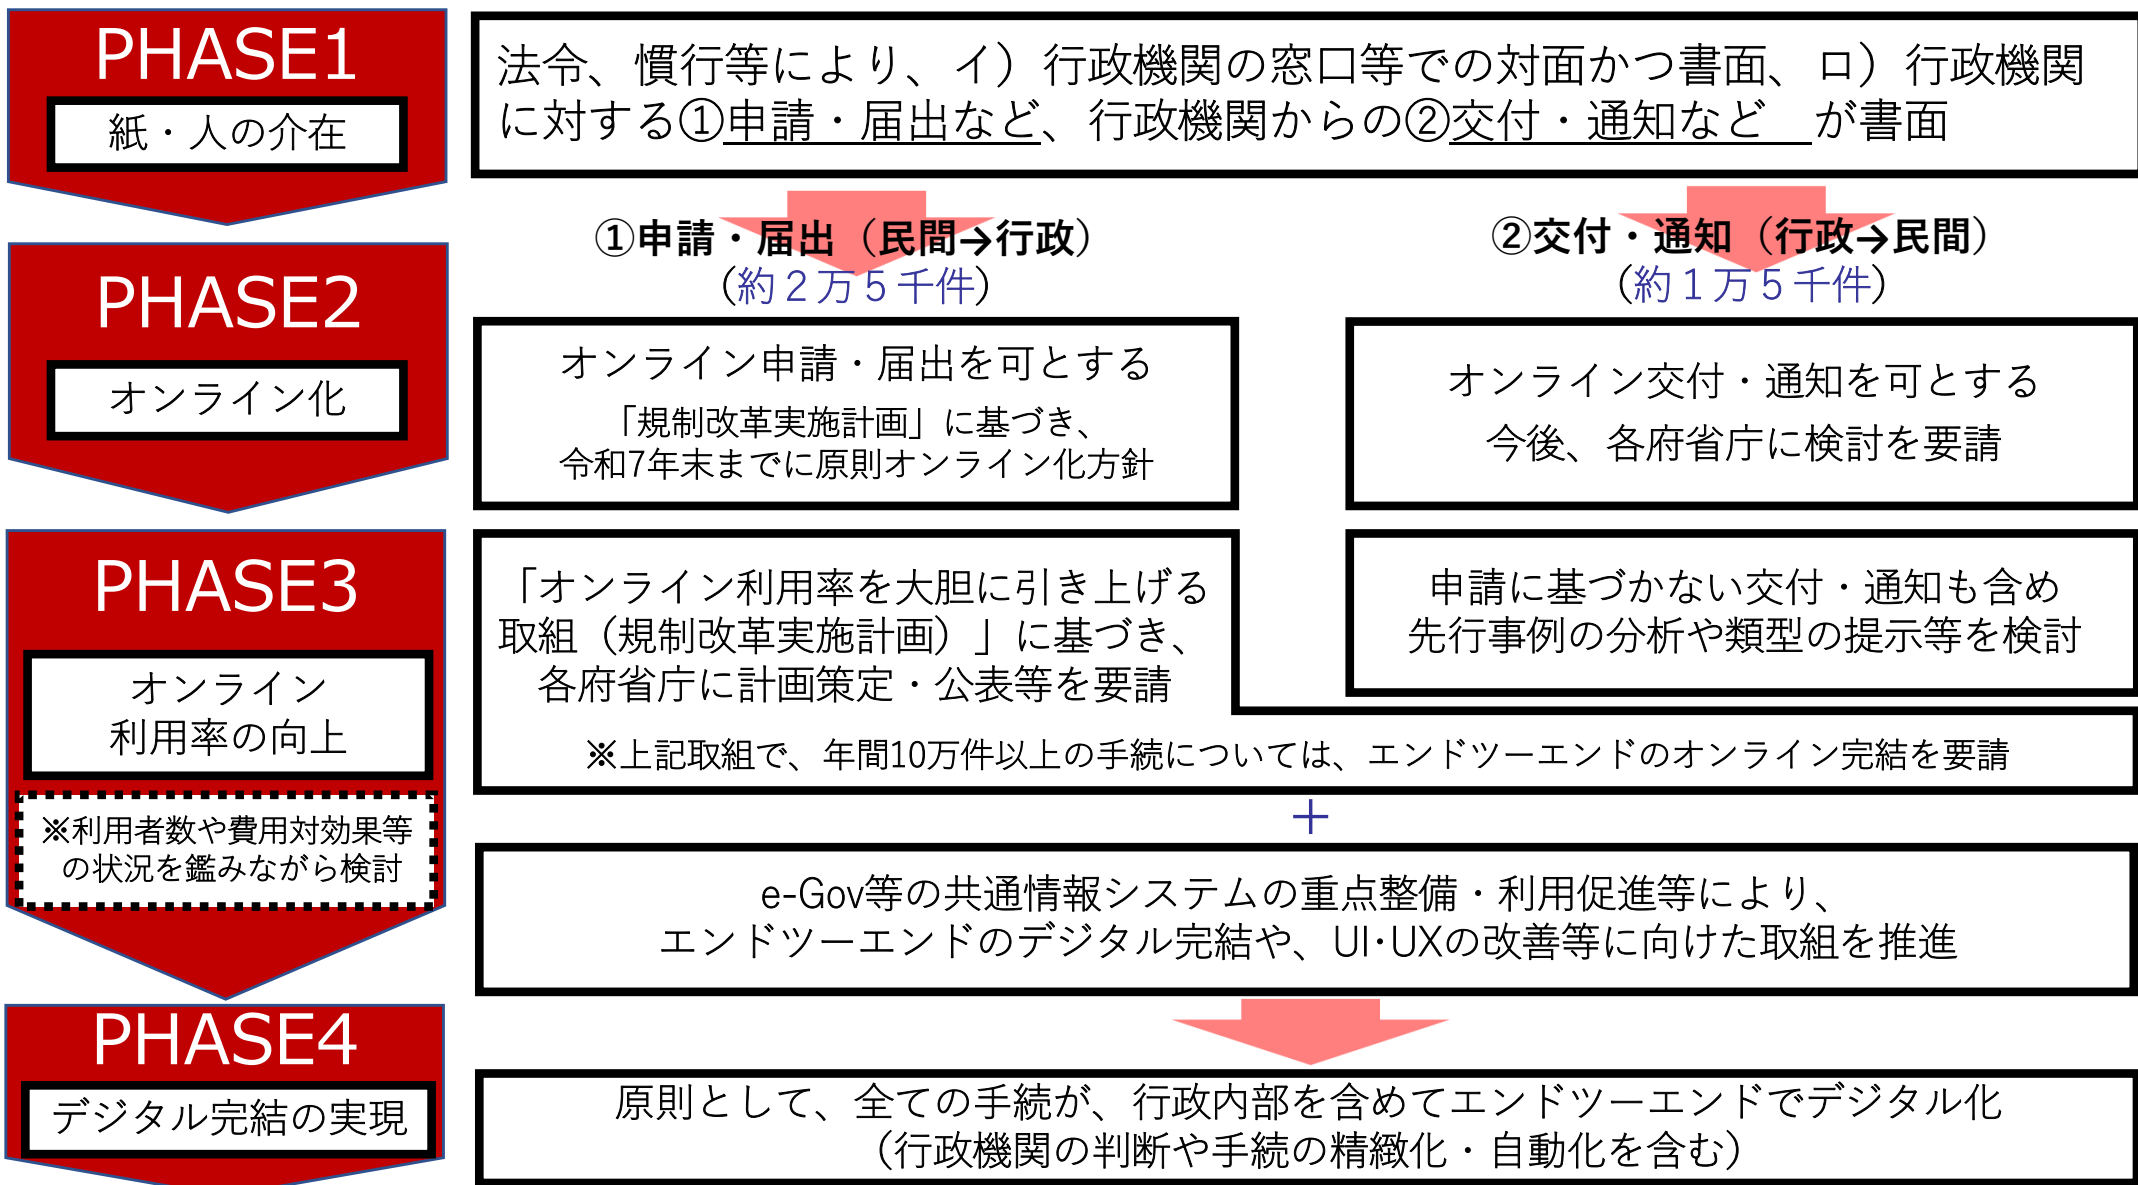 PHASE1
紙・人の介在
法令、慣行等により、イ）行政機関の窓口等での対面かつ書面、ロ）行政機関
に対する①申請・届出など、行政機関からの②交付・通知など　が書面
①申請・届出（民間→行政）
（約２万５千件）
②交付・通知（行政→民間）
（約１万５千件）
PHASE2
オンライン化
オンライン申請・届出を可とする
「規制改革実施計画」に基づき、
令和7年末までに原則オンライン化方針
オンライン交付・通知を可とする
今後、各府省庁に検討を要請
PHASE3
オンライン
利用率の向上
※利用者数や費用対効果等
の状況を鑑みながら検討
「オンライン利用率を大胆に引き上げる
取組（規制改革実施計画）」に基づき、
各府省庁に計画策定・公表等を要請
申請に基づかない交付・通知も含め
先行事例の分析や類型の提示等を検討
※上記取組で、年間10万件以上の手続については、エンドツーエンドのオンライン完結を要請
＋
e-Gov等の共通情報システムの重点整備・利用促進等により、
エンドツーエンドのデジタル完結や、UI･UXの改善等に向けた取組を推進
PHASE4
デジタル完結の実現
原則として、全ての手続が、行政内部を含めてエンドツーエンドでデジタル化
（行政機関の判断や手続の精緻化・自動化を含む）